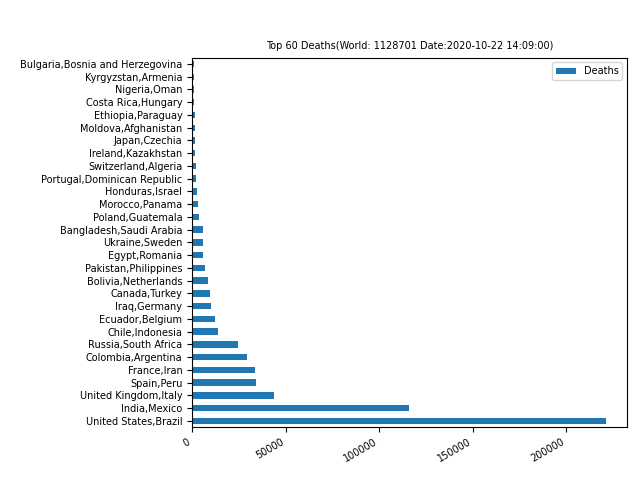 Top 60 Deaths(World: 1128701 Date:2020-10-22 14:09:00)
Deaths
Bulgaria,Bosnia and Herzegovina
Kyrgyzstan,Armenia
Nigeria,Oman
Costa Rica,Hungary
Ethiopia,Paraguay
Moldova,Afghanistan
Japan,Czechia
Ireland,Kazakhstan
Switzerland,Algeria
Portugal,Dominican Republic
Honduras,Israel
Morocco,Panama
Poland,Guatemala
Bangladesh,Saudi Arabia
Ukraine,Sweden
Egypt,Romania
Pakistan,Philippines
Bolivia,Netherlands
Canada,Turkey
Iraq,Germany
Ecuador,Belgium
Chile,Indonesia
Russia,South Africa
Colombia,Argentina
France,Iran
Spain,Peru
United Kingdom,Italy
India,Mexico
United States,Brazil
0 50000 100000 150000 200000